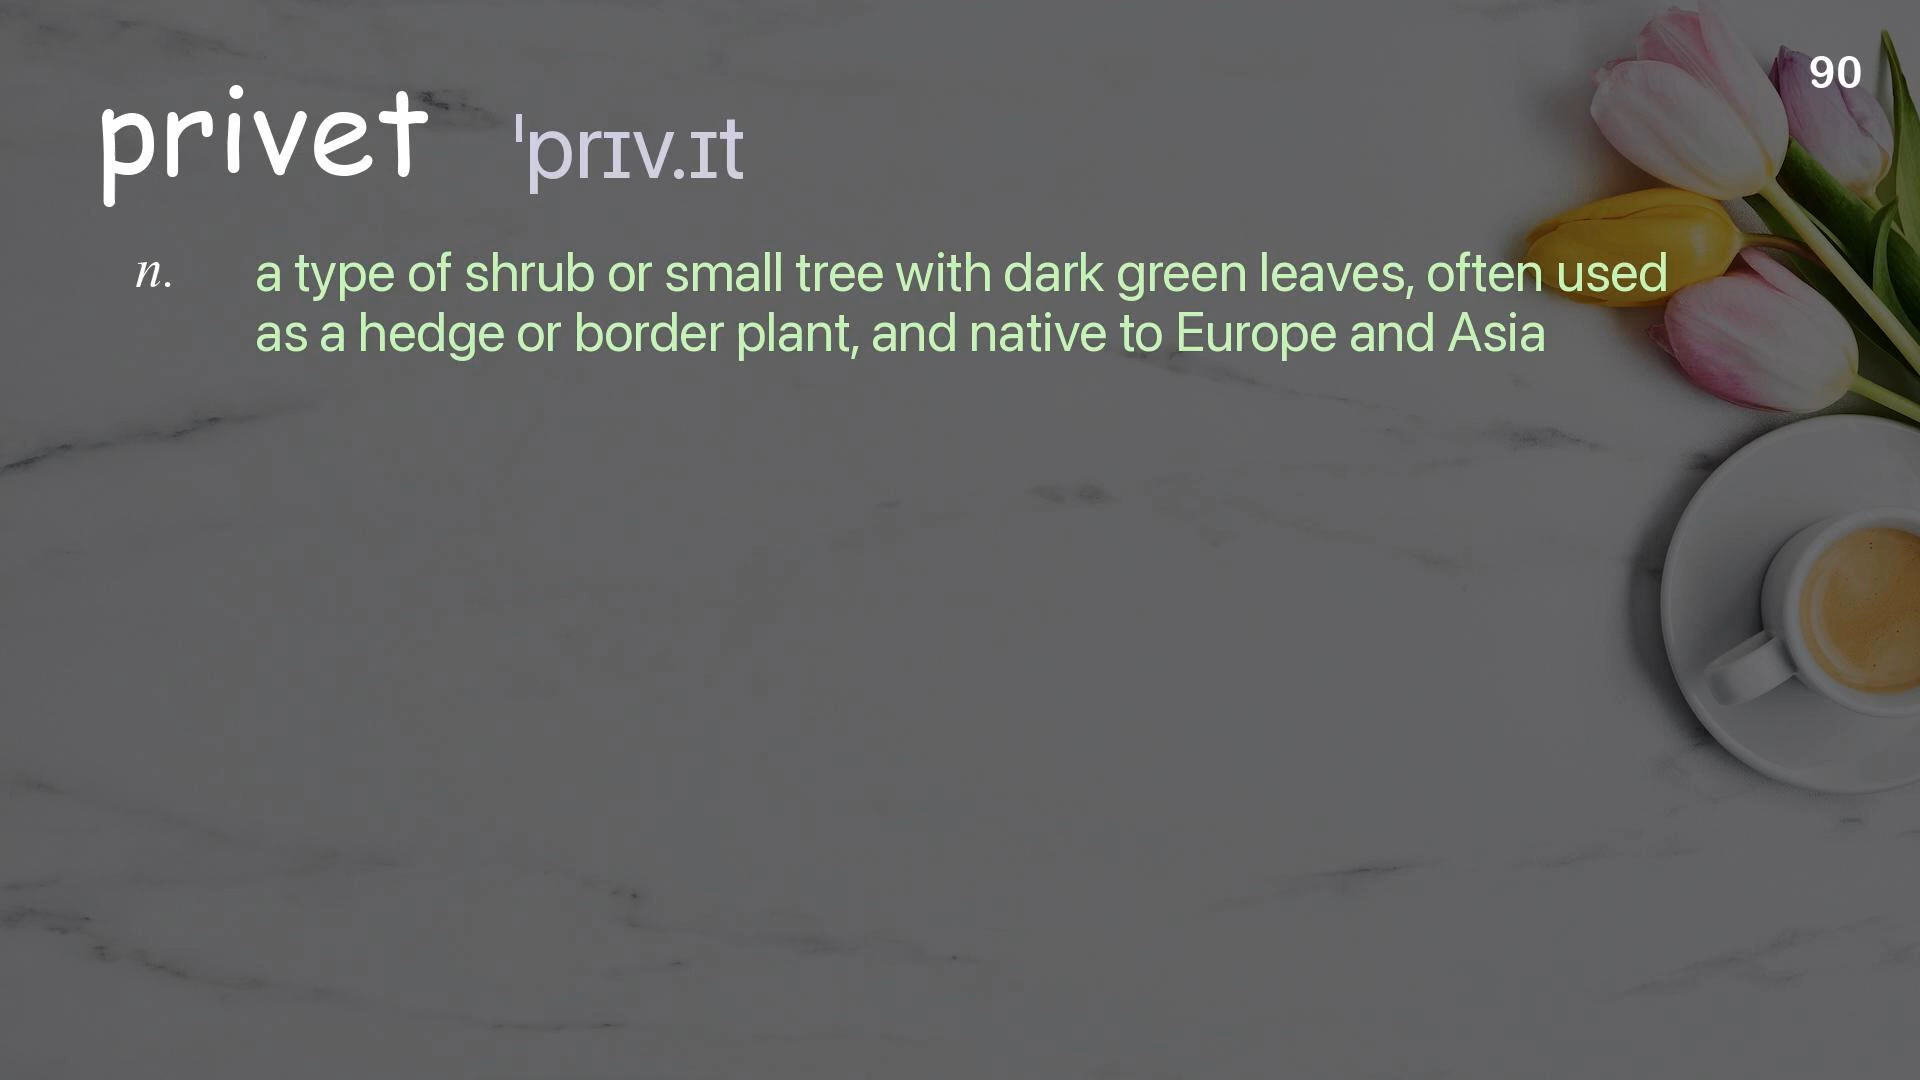 90
privet ˈprɪv.ɪt
n. a type of shrub or small tree with dark green leaves, often used
as a hedge or border plant, and native to Europe and Asia